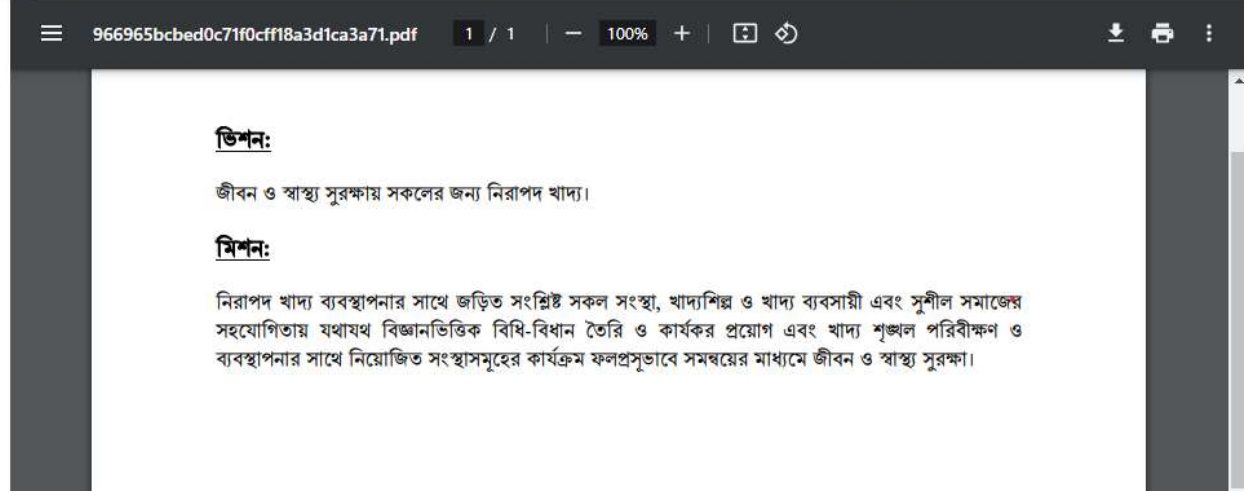 966965bcbed0c71f0cff18a3d1ca3a71.pdf 1 / 1 100%
ভিশন:
জীবন ও স্বাস্থ্য সুরক্ষায় সকলের জন্য নিরাপদ খাদ্য।
মিশন:
নিরাপদ খাদ্য ব্যবস্থাপনার সাথে জড়িত সংশ্লিষ্ট সকল সংস্থা, খাদ্যশিল্প ও খাদ্য ব্যবসায়ী এবং সুশীল সমাজের
সহযোগিতায় যথাযথ বিজ্ঞানভিত্তিক বিধি-বিধান তৈরি ও কার্যকর প্রয়োগ এবং খাদ্য শৃঙ্খল পরিবীক্ষণ ও
ব্যবস্থাপনার সাথে নিয়োজিত সংস্থাসমূহের কার্যক্রম ফলপ্রসূভাবে সমন্বয়ের মাধ্যমে জীবন ও স্বাস্থ্য সুরক্ষা।